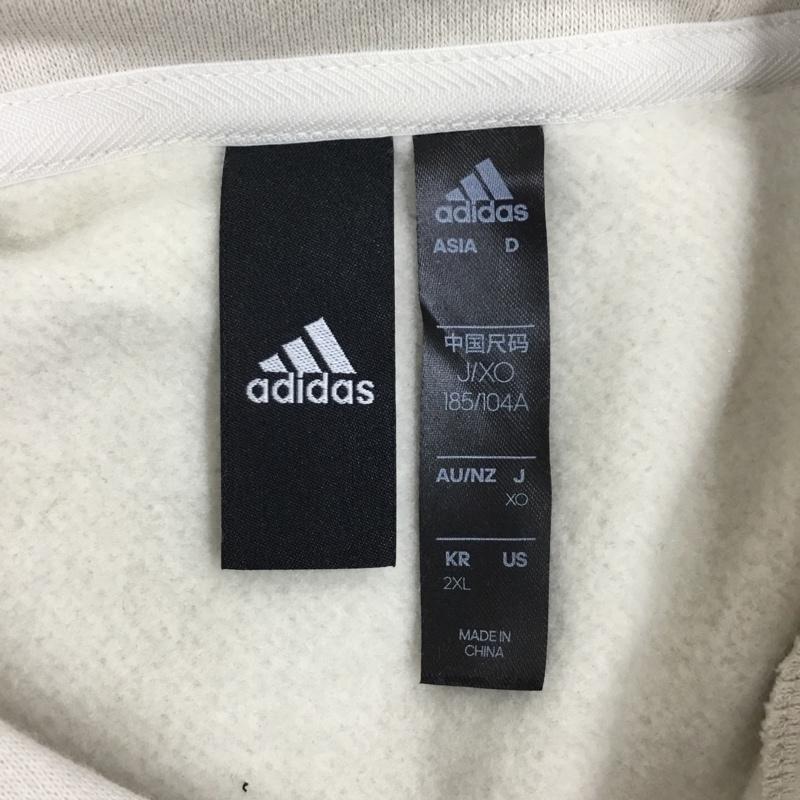 adidas
adidas
ASIA D
中国尺码
J/XO
185/104A
AU/NZ J
XO
KR US
2XL
MADE IN
CHINA